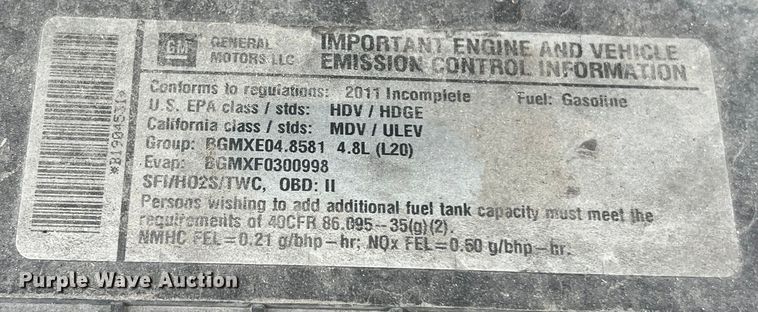 GM GENERAL MOTORS LLC
IMPORTANT ENGINE AND VEHICLE
EMISSION CONTROL INFORMATION
Conforms to regulations: 2011 Incomplete Fuel: Gasoline
U.S. EPA class / stds: HDV / HDGE
California class / stds: MDV / ULEV
Group: BGMXE04.8581 4.8L (L20)
Evap: BGMXF0300998
SFI/HO2S/TWC, OBD: II
Persons wishing to add additional fuel tank capacity must meet the
requirements of 40CFR 86.095-35(g)(2).
NMHC FEL=0.21 g/bhp-hr; NOx FEL=0.60 g/bhp-hr.
Purple Wave Auction